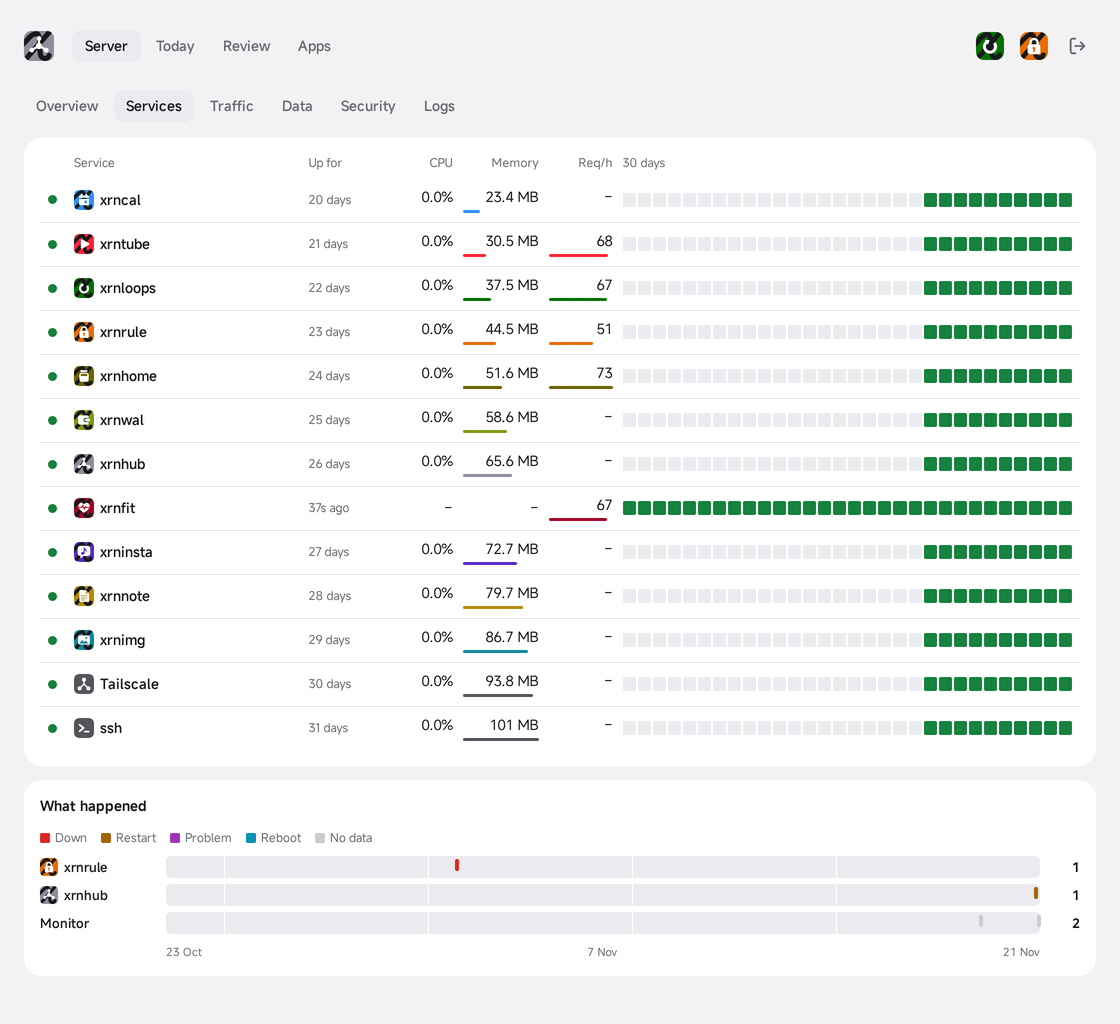 Server Today Review Apps
Overview Services Traffic Data Security Logs
Service Up for CPU Memory Req/h 30 days
xrncal 20 days 0.0% 23.4 MB –
xrntube 21 days 0.0% 30.5 MB 68
xrnloops 22 days 0.0% 37.5 MB 67
xrnrule 23 days 0.0% 44.5 MB 51
xrnhome 24 days 0.0% 51.6 MB 73
xrnwal 25 days 0.0% 58.6 MB –
xrnhub 26 days 0.0% 65.6 MB –
xrnfit 37s ago – – 67
xrninsta 27 days 0.0% 72.7 MB –
xrnnote 28 days 0.0% 79.7 MB –
xrnimg 29 days 0.0% 86.7 MB –
Tailscale 30 days 0.0% 93.8 MB –
ssh 31 days 0.0% 101 MB –
What happened
Down Restart Problem Reboot No data
xrnrule 1
xrnhub 1
Monitor 2
23 Oct 7 Nov 21 Nov